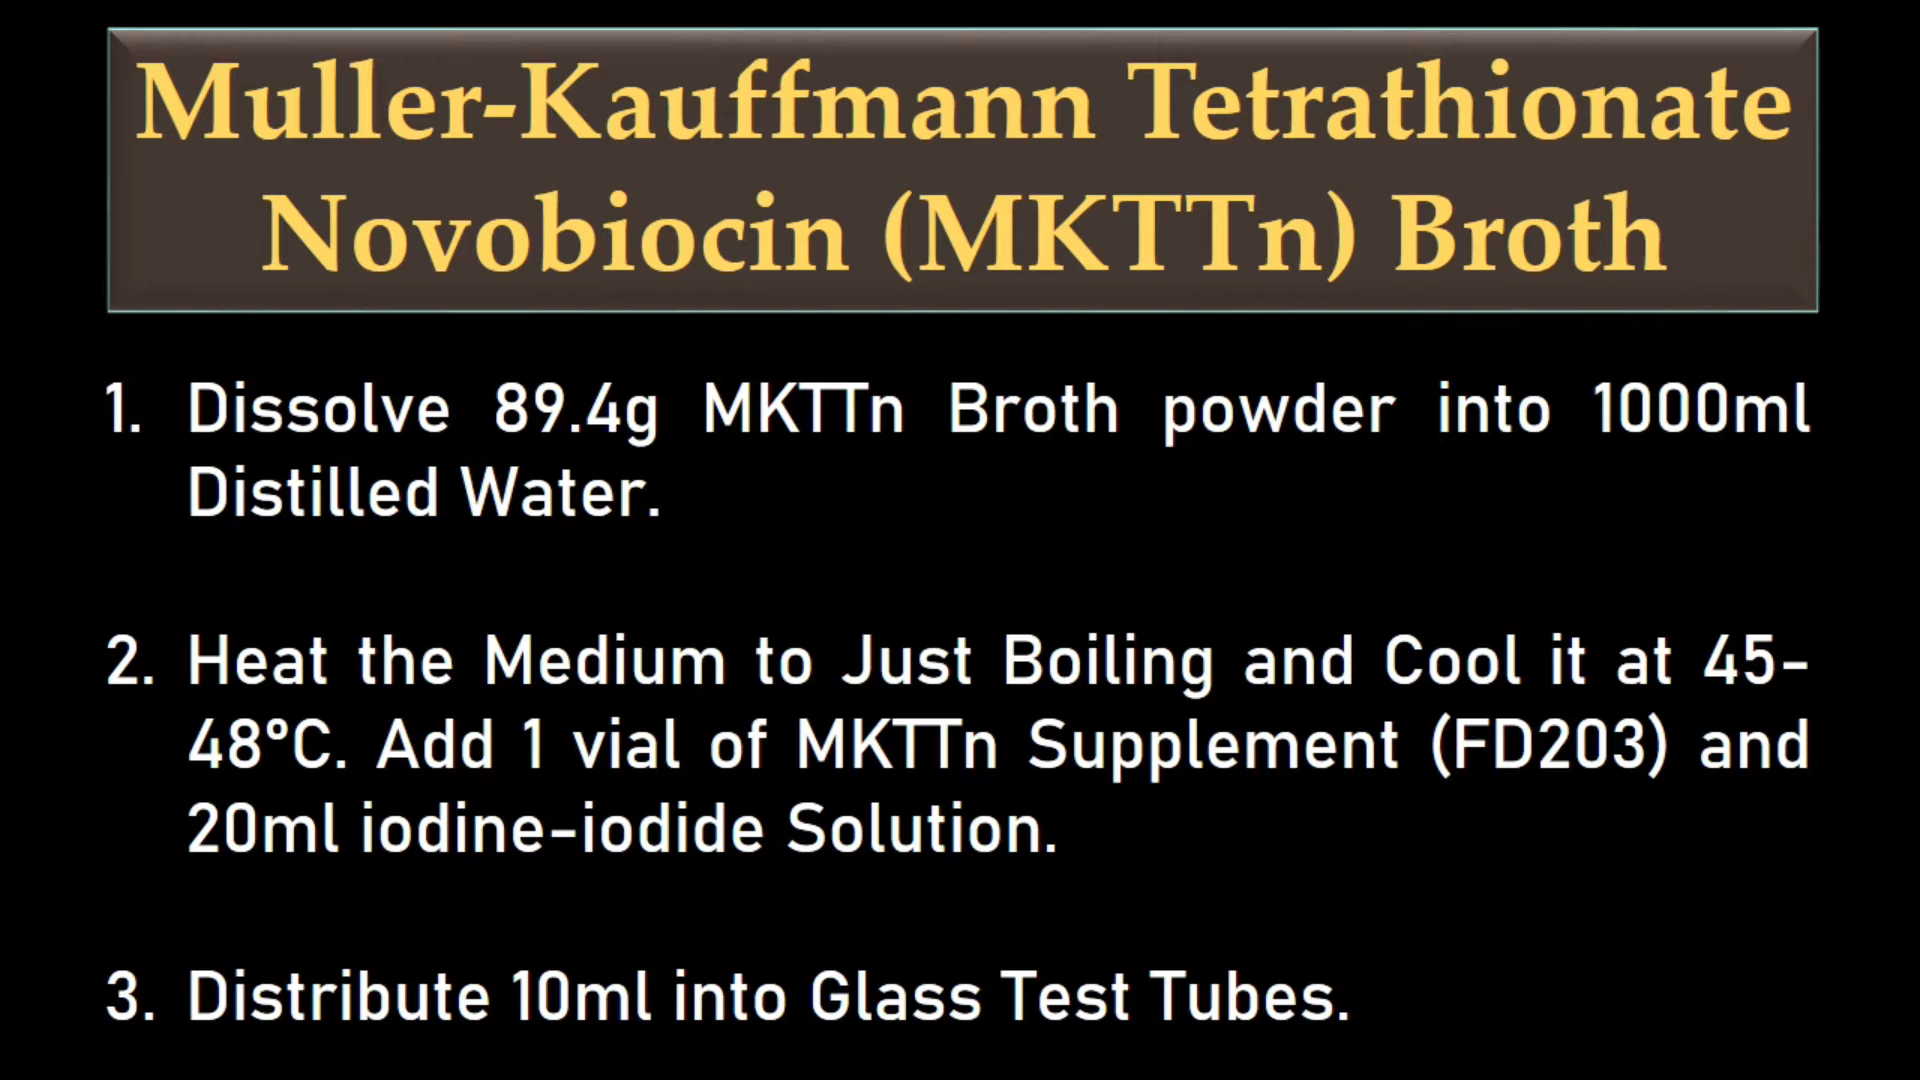 Muller-Kauffmann Tetrathionate
Novobiocin (MKTTn) Broth
1. Dissolve 89.4g MKTTn Broth powder into 1000ml
Distilled Water.
2. Heat the Medium to Just Boiling and Cool it at 45-
48°C. Add 1 vial of MKTTn Supplement (FD203) and
20ml iodine-iodide Solution.
3. Distribute 10ml into Glass Test Tubes.